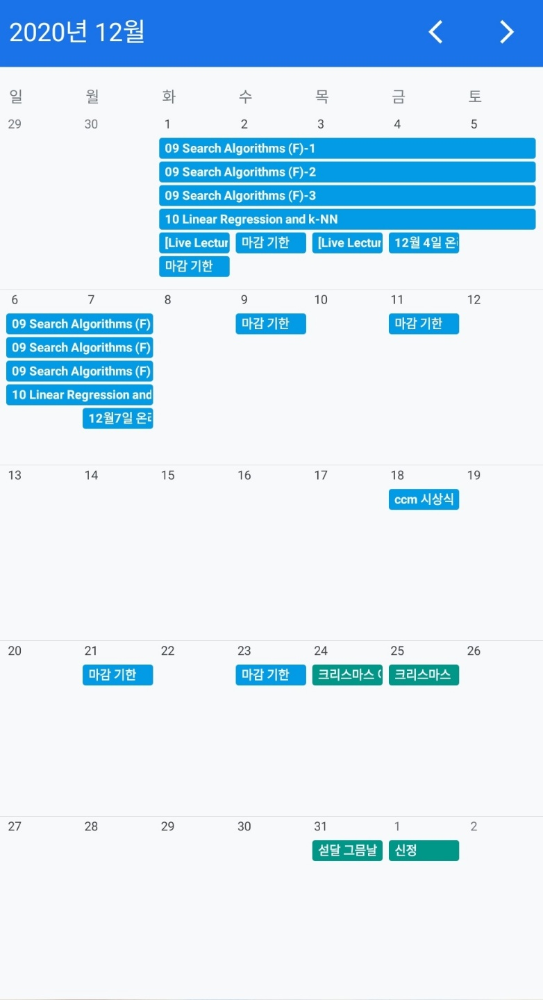 2020년 12월
일 월 화 수 목 금 토
29 30 1 2 3 4 5
09 Search Algorithms (F)-1
09 Search Algorithms (F)-2
09 Search Algorithms (F)-3
10 Linear Regression and k-NN
[Live Lectur 마감 기한 [Live Lectur 12월 4일 온
마감 기한
6 7 8 9 10 11 12
09 Search Algorithms (F) 마감 기한 마감 기한
09 Search Algorithms (F)
09 Search Algorithms (F)
10 Linear Regression and
12월7일 온
13 14 15 16 17 18 19
ccm 시상식
20 21 22 23 24 25 26
마감 기한 마감 기한 크리스마스 크리스마스
27 28 29 30 31 1 2
섣달 그믐날 신정